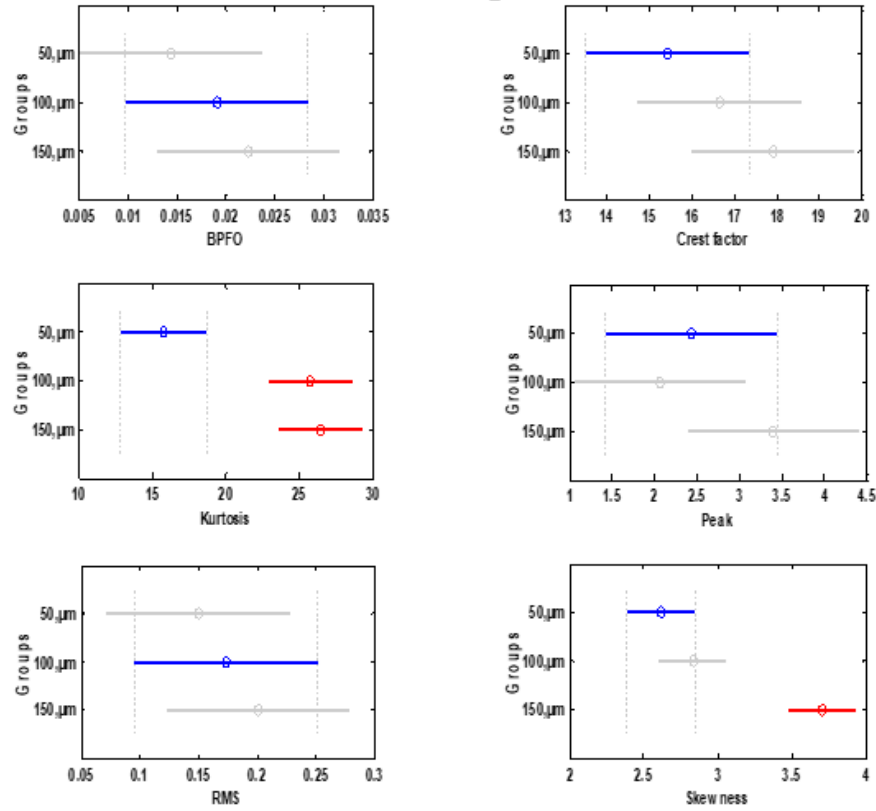 Groups
50,µm
100,µm
150,µm
0.005 0.01 0.015 0.02 0.025 0.03 0.035
BPFO
Groups
50,µm
100,µm
150,µm
13 14 15 16 17 18 19 20
Crest factor
Groups
50,µm
100,µm
150,µm
10 15 20 25 30
Kurtosis
Groups
50,µm
100,µm
150,µm
1 1.5 2 2.5 3 3.5 4 4.5
Peak
Groups
50,µm
100,µm
150,µm
0.05 0.1 0.15 0.2 0.25 0.3
RMS
Groups
50,µm
100,µm
150,µm
2 2.5 3 3.5 4
Skew ness